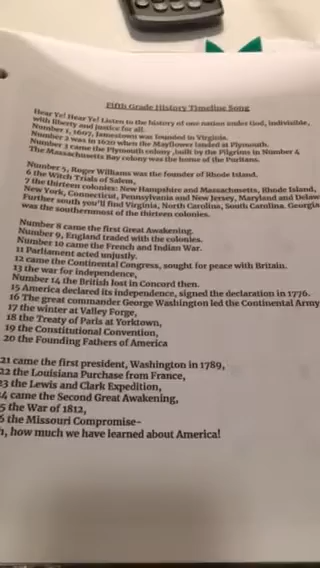 Fifth Grade History Timeline Song
Hear Ye! Hear Ye! Listen to the history of one nation under God, indivisible,
with liberty and justice for all.
Number 1, 1607, Jamestown was founded in Virginia.
Number 2 was in 1620 when the Mayflower landed at Plymouth.
Number 3 came the Plymouth colony ,built by the Pilgrims in Number 4
The Massachusetts Bay colony was the home of the Puritans.
Number 5, Roger Williams was the founder of Rhode Island.
6 the Witch Trials of Salem,
7 the thirteen colonies: New Hampshire and Massachusetts, Rhode Island,
New York, Connecticut, Pennsylvania and New Jersey, Maryland and Delaw
Further south you'll find Virginia, North Carolina, South Carolina. Georgia
was the southernmost of the thirteen colonies.
Number 8 came the first Great Awakening.
Number 9, England traded with the colonies.
Number 10 came the French and Indian War.
11 Parliament acted unjustly.
12 came the Continental Congress, sought for peace with Britain.
13 the war for independence,
Number 14 the British lost in Concord then.
15 America declared its independence, signed the declaration in 1776.
16 The great commander George Washington led the Continental Army
17 the winter at Valley Forge,
18 the Treaty of Paris at Yorktown,
19 the Constitutional Convention,
20 the Founding Fathers of America
21 came the first president, Washington in 1789,
22 the Louisiana Purchase from France,
23 the Lewis and Clark Expedition,
4 came the Second Great Awakening,
5 the War of 1812,
6 the Missouri Compromise-
h, how much we have learned about America!